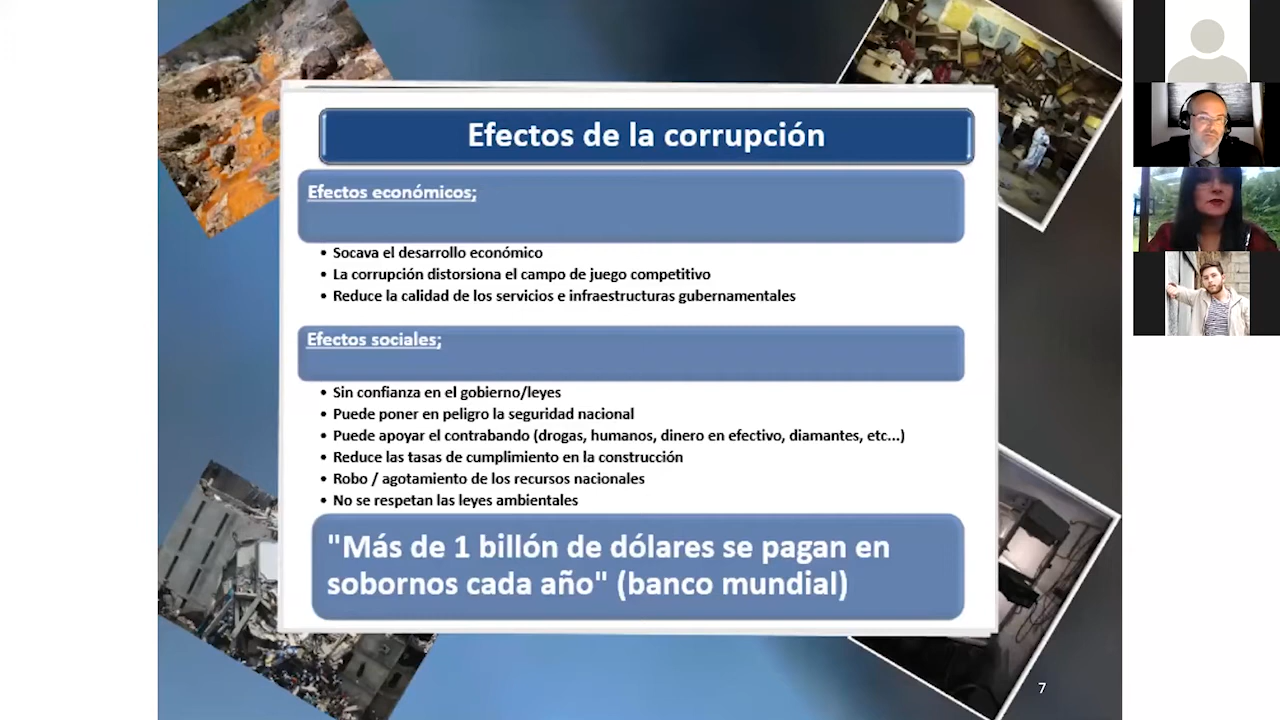 Efectos de la corrupción
Efectos económicos;
• Socava el desarrollo económico
• La corrupción distorsiona el campo de juego competitivo
• Reduce la calidad de los servicios e infraestructuras gubernamentales
Efectos sociales;
• Sin confianza en el gobierno/leyes
• Puede poner en peligro la seguridad nacional
• Puede apoyar el contrabando (drogas, humanos, dinero en efectivo, diamantes, etc...)
• Reduce las tasas de cumplimiento en la construcción
• Robo / agotamiento de los recursos nacionales
• No se respetan las leyes ambientales
"Más de 1 billón de dólares se pagan en
sobornos cada año" (banco mundial)
7